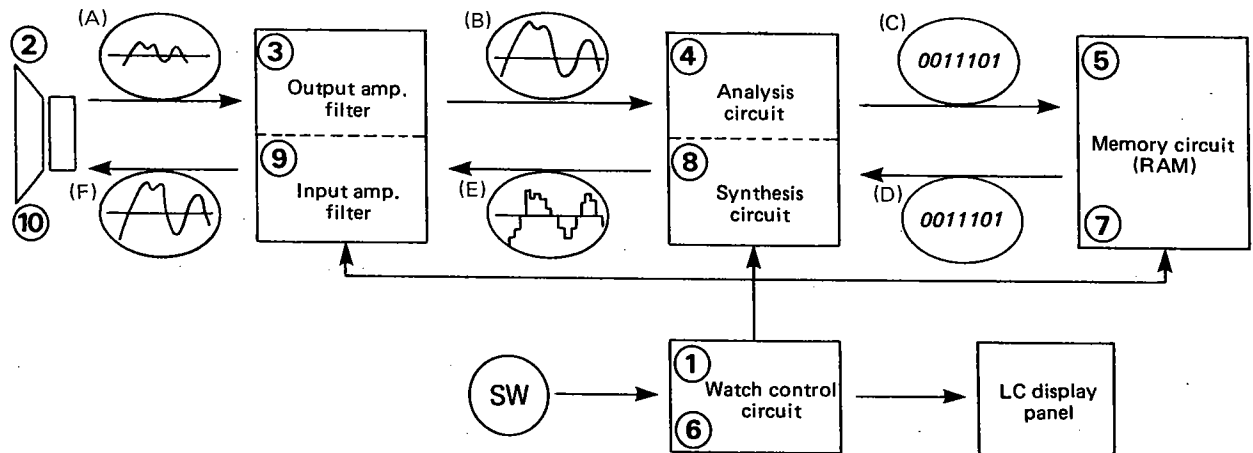 (A)
(B)
(C)
2
3
4
5
0011101
Output amp.
filter
Analysis
circuit
Memory circuit
(RAM)
9
8
Input amp.
filter
Synthesis
circuit
(F)
(E)
(D)
0011101
10
7
1
SW
Watch control
circuit
LC display
panel
6